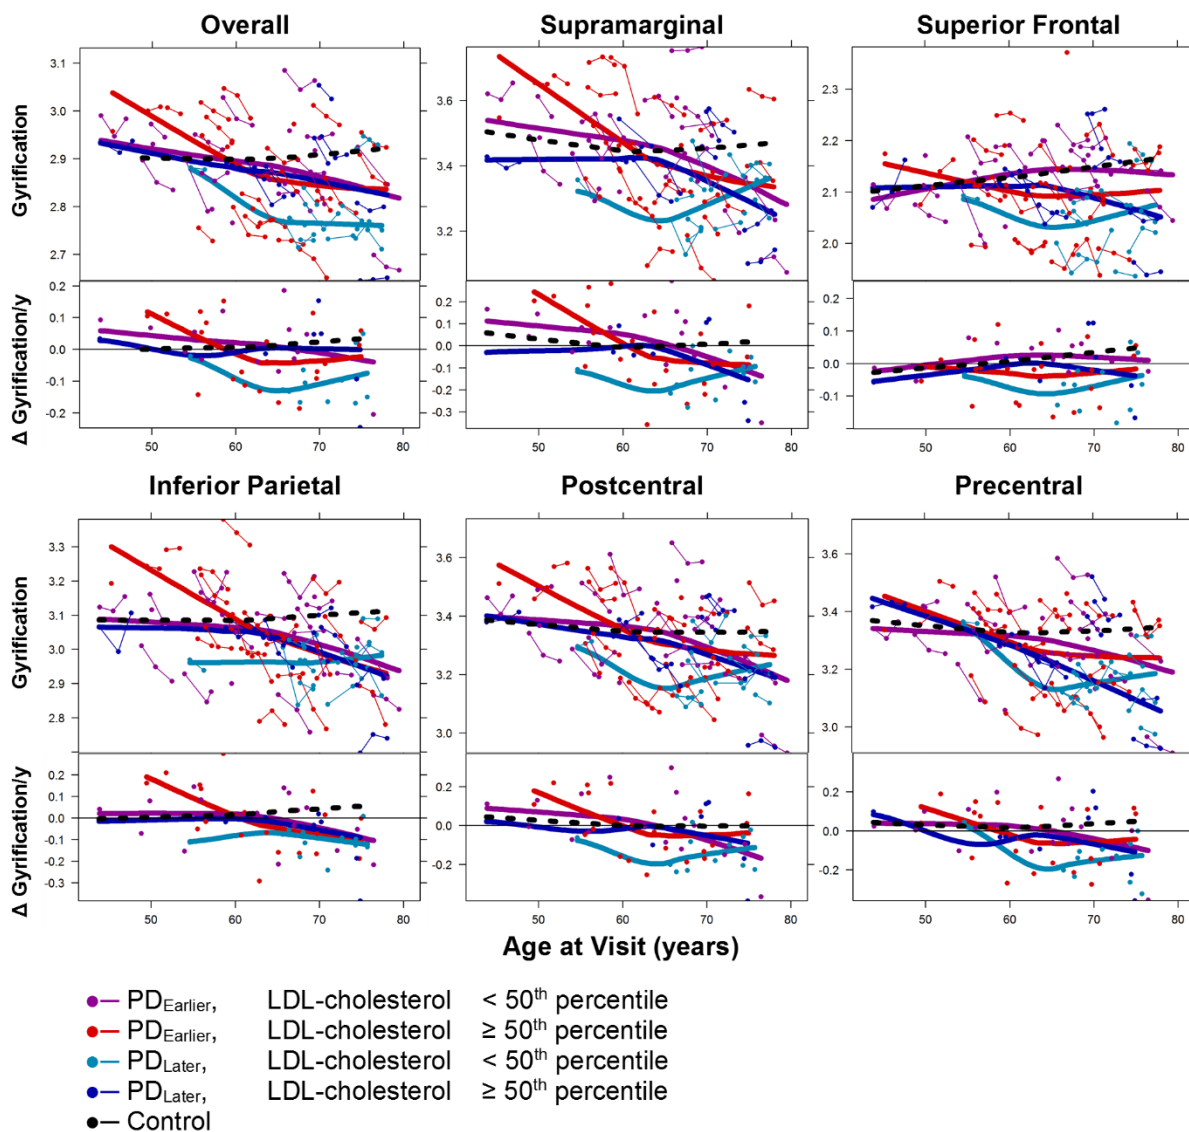 Overall Supramarginal Superior Frontal
Gyrification
3.1 3.0 2.9 2.8 2.7
3.6 3.4 3.2
2.3 2.2 2.1 2.0
Δ Gyrification/y
0.2 0.1 0.0 -0.1 -0.2
0.2 0.1 0.0 -0.1 -0.2 -0.3
0.1 0.0 -0.1
50 60 70 80
50 60 70 80
50 60 70 80
Inferior Parietal Postcentral Precentral
Gyrification
3.3 3.2 3.1 3.0 2.9 2.8
3.6 3.4 3.2 3.0
3.6 3.4 3.2 3.0
Δ Gyrification/y
0.2 0.1 0.0 -0.1 -0.2 -0.3
0.2 0.0 -0.2
0.2 0.0 -0.2
50 60 70 80
50 60 70 80
50 60 70 80
Age at Visit (years)
PDEarlier, LDL-cholesterol < 50th percentile
PDEarlier, LDL-cholesterol ≥ 50th percentile
PDLater, LDL-cholesterol < 50th percentile
PDLater, LDL-cholesterol ≥ 50th percentile
Control